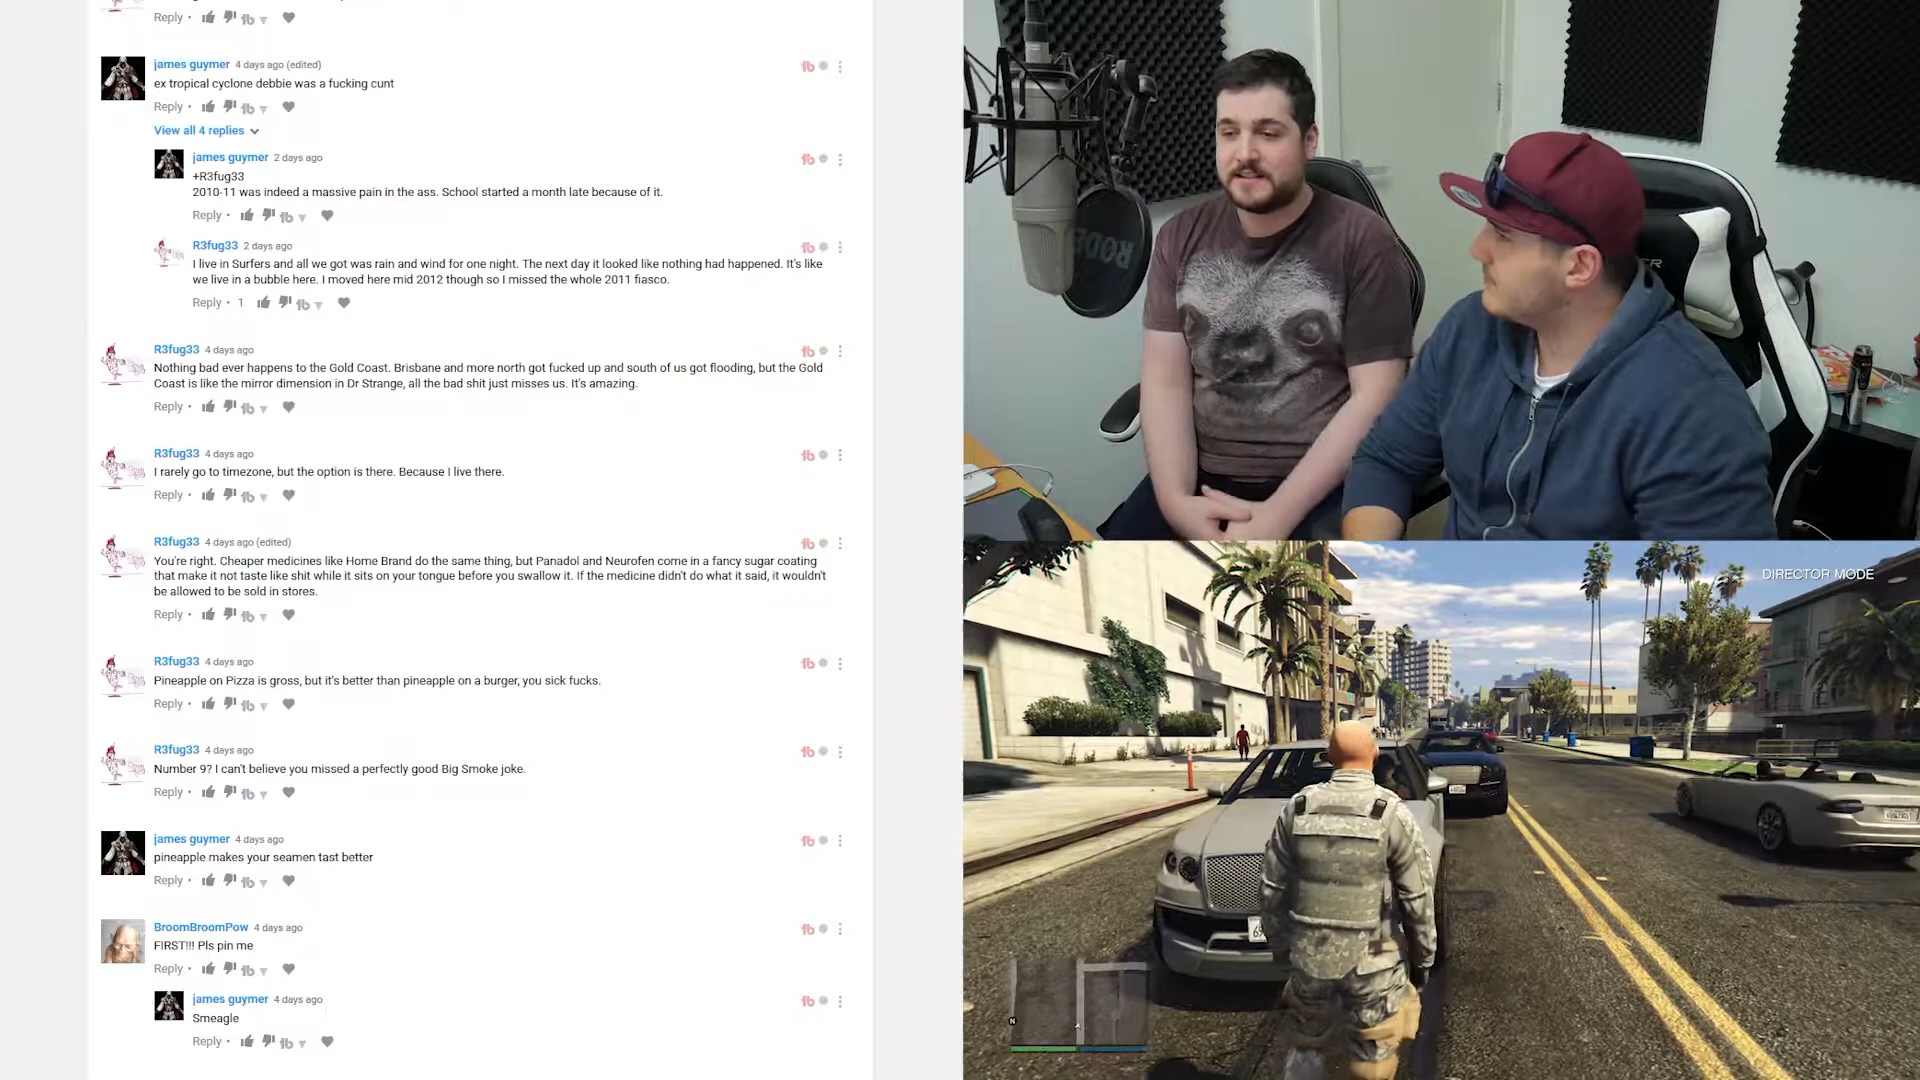 Reply •
james guymer 4 days ago (edited)
ex tropical cyclone debbie was a fucking cunt
Reply •
View all 4 replies
james guymer 2 days ago
+R3fug33
2010-11 was indeed a massive pain in the ass. School started a month late because of it.
Reply •
R3fug33 2 days ago
I live in Surfers and all we got was rain and wind for one night. The next day it looked like nothing had happened. It's like
we live in a bubble here. I moved here mid 2012 though so I missed the whole 2011 fiasco.
Reply • 1
R3fug33 4 days ago
Nothing bad ever happens to the Gold Coast. Brisbane and more north got fucked up and south of us got flooding, but the Gold
Coast is like the mirror dimension in Dr Strange, all the bad shit just misses us. It's amazing.
Reply •
R3fug33 4 days ago
I rarely go to timezone, but the option is there. Because I live there.
Reply •
R3fug33 4 days ago (edited)
You're right. Cheaper medicines like Home Brand do the same thing, but Panadol and Neurofen come in a fancy sugar coating
that make it not taste like shit while it sits on your tongue before you swallow it. If the medicine didn't do what it said, it wouldn't
be allowed to be sold in stores.
Reply •
R3fug33 4 days ago
Pineapple on Pizza is gross, but it's better than pineapple on a burger, you sick fucks.
Reply •
R3fug33 4 days ago
Number 9? I can't believe you missed a perfectly good Big Smoke joke.
Reply •
james guymer 4 days ago
pineapple makes your seamen tast better
Reply •
BroomBroomPow 4 days ago
FIRST!!! Pls pin me
Reply •
james guymer 4 days ago
Smeagle
Reply •
RODE
DIRECTOR MODE
N